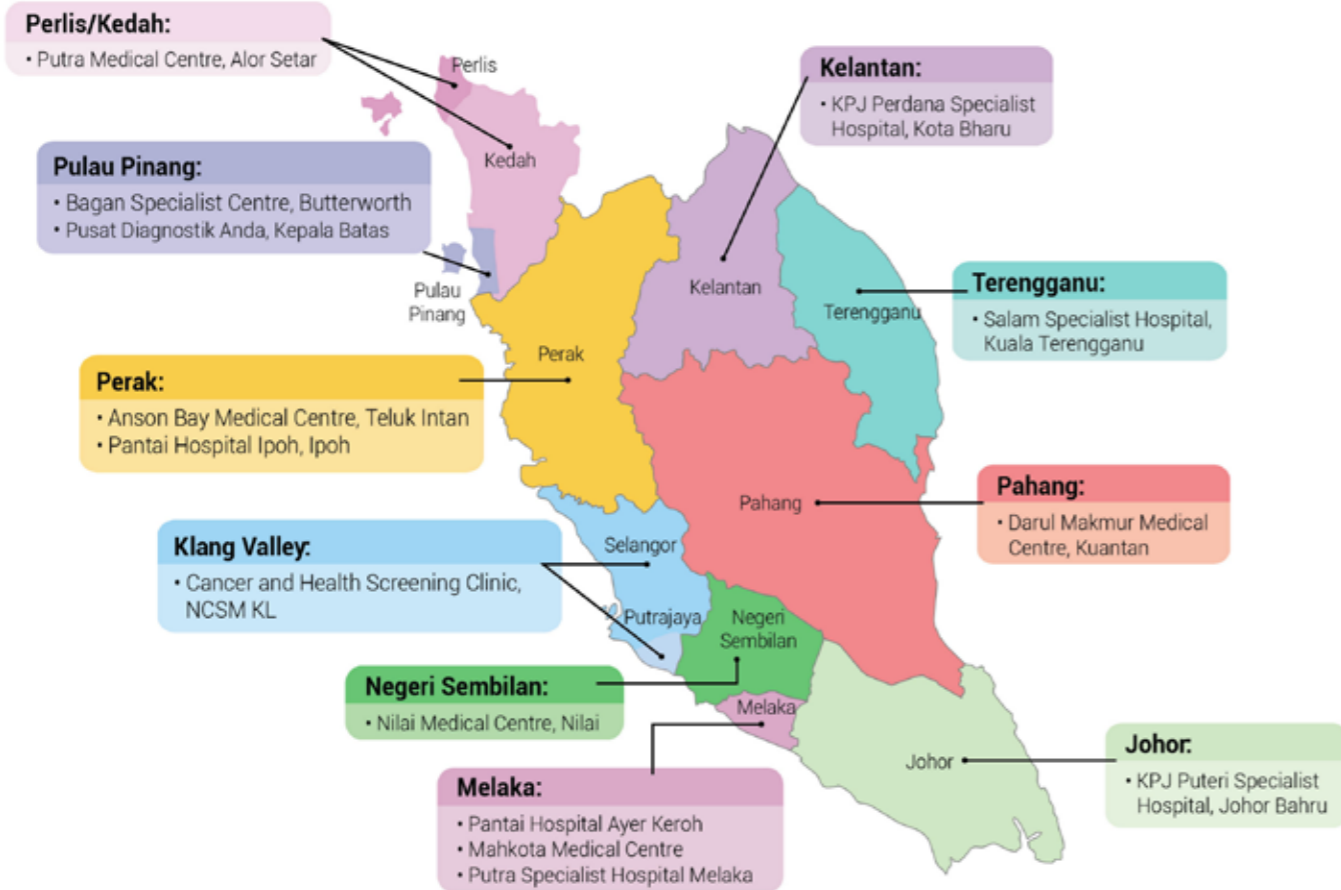 Perlis/Kedah:
• Putra Medical Centre, Alor Setar
Perlis
Kedah
Kelantan:
• KPJ Perdana Specialist
Hospital, Kota Bharu
Pulau Pinang:
• Bagan Specialist Centre, Butterworth
• Pusat Diagnostik Anda, Kepala Batas
Pulau
Pinang
Kelantan
Terengganu
Terengganu:
• Salam Specialist Hospital,
Kuala Terengganu
Perak
Perak:
• Anson Bay Medical Centre, Teluk Intan
• Pantai Hospital Ipoh, Ipoh
Pahang
Pahang:
• Darul Makmur Medical
Centre, Kuantan
Klang Valley:
• Cancer and Health Screening Clinic,
NCSM KL
Selangor
Putrajaya
Negeri
Sembilan
Negeri Sembilan:
• Nilai Medical Centre, Nilai
Melaka
Johor
Johor:
• KPJ Puteri Specialist
Hospital, Johor Bahru
Melaka:
• Pantai Hospital Ayer Keroh
• Mahkota Medical Centre
• Putra Specialist Hospital Melaka